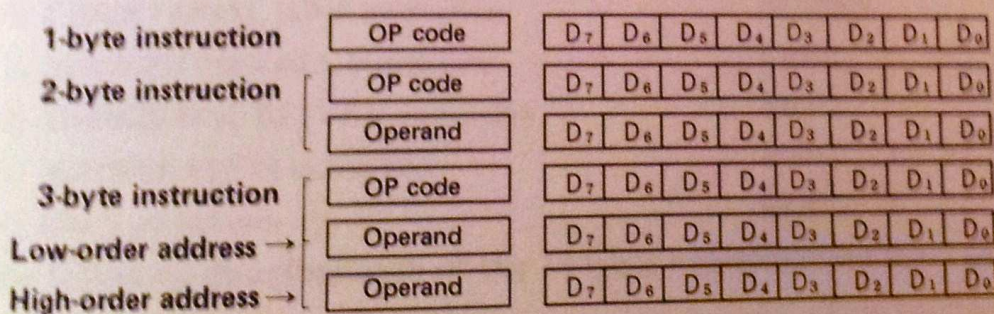 1-byte instruction OP code D₇ D₆ D₅ D₄ D₃ D₂ D₁ D₀
2-byte instruction OP code D₇ D₆ D₅ D₄ D₃ D₂ D₁ D₀
Operand D₇ D₆ D₅ D₄ D₃ D₂ D₁ D₀
3-byte instruction OP code D₇ D₆ D₅ D₄ D₃ D₂ D₁ D₀
Low-order address → Operand D₇ D₆ D₅ D₄ D₃ D₂ D₁ D₀
High-order address → Operand D₇ D₆ D₅ D₄ D₃ D₂ D₁ D₀